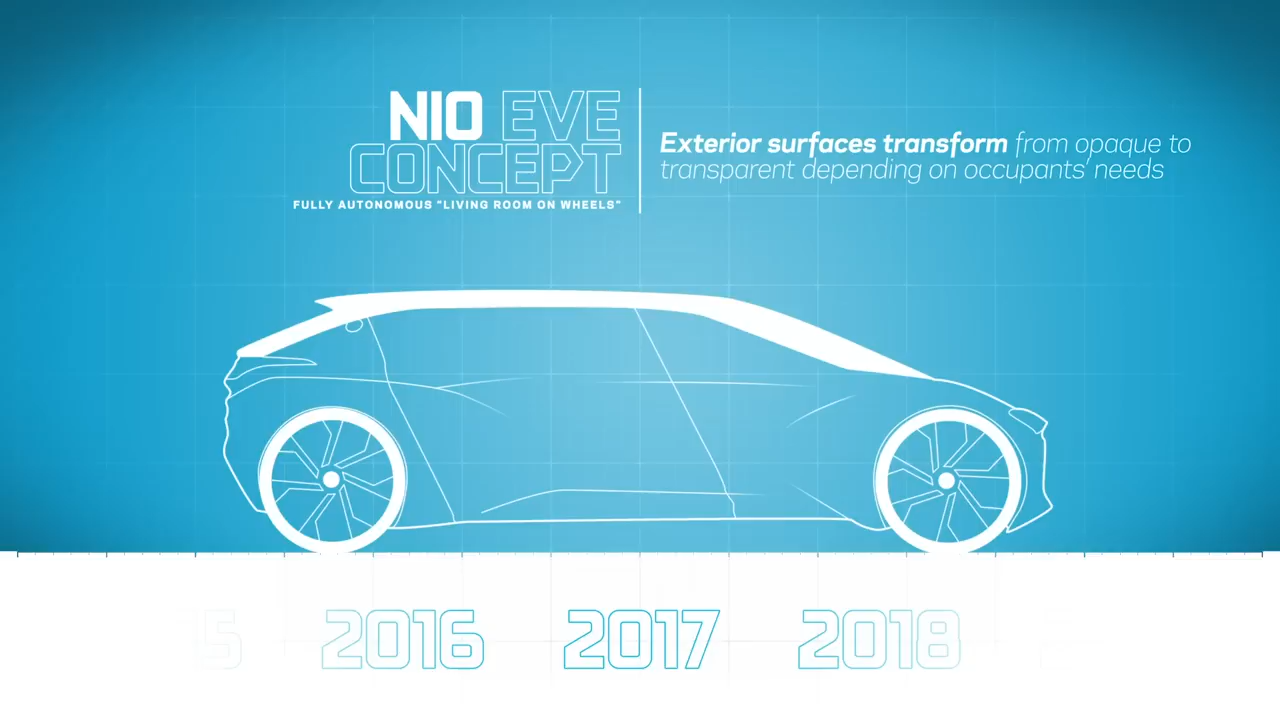 NIO EVE
CONCEPT
FULLY AUTONOMOUS "LIVING ROOM ON WHEELS"
Exterior surfaces transform from opaque to
transparent depending on occupants' needs
5 2016 2017 2018